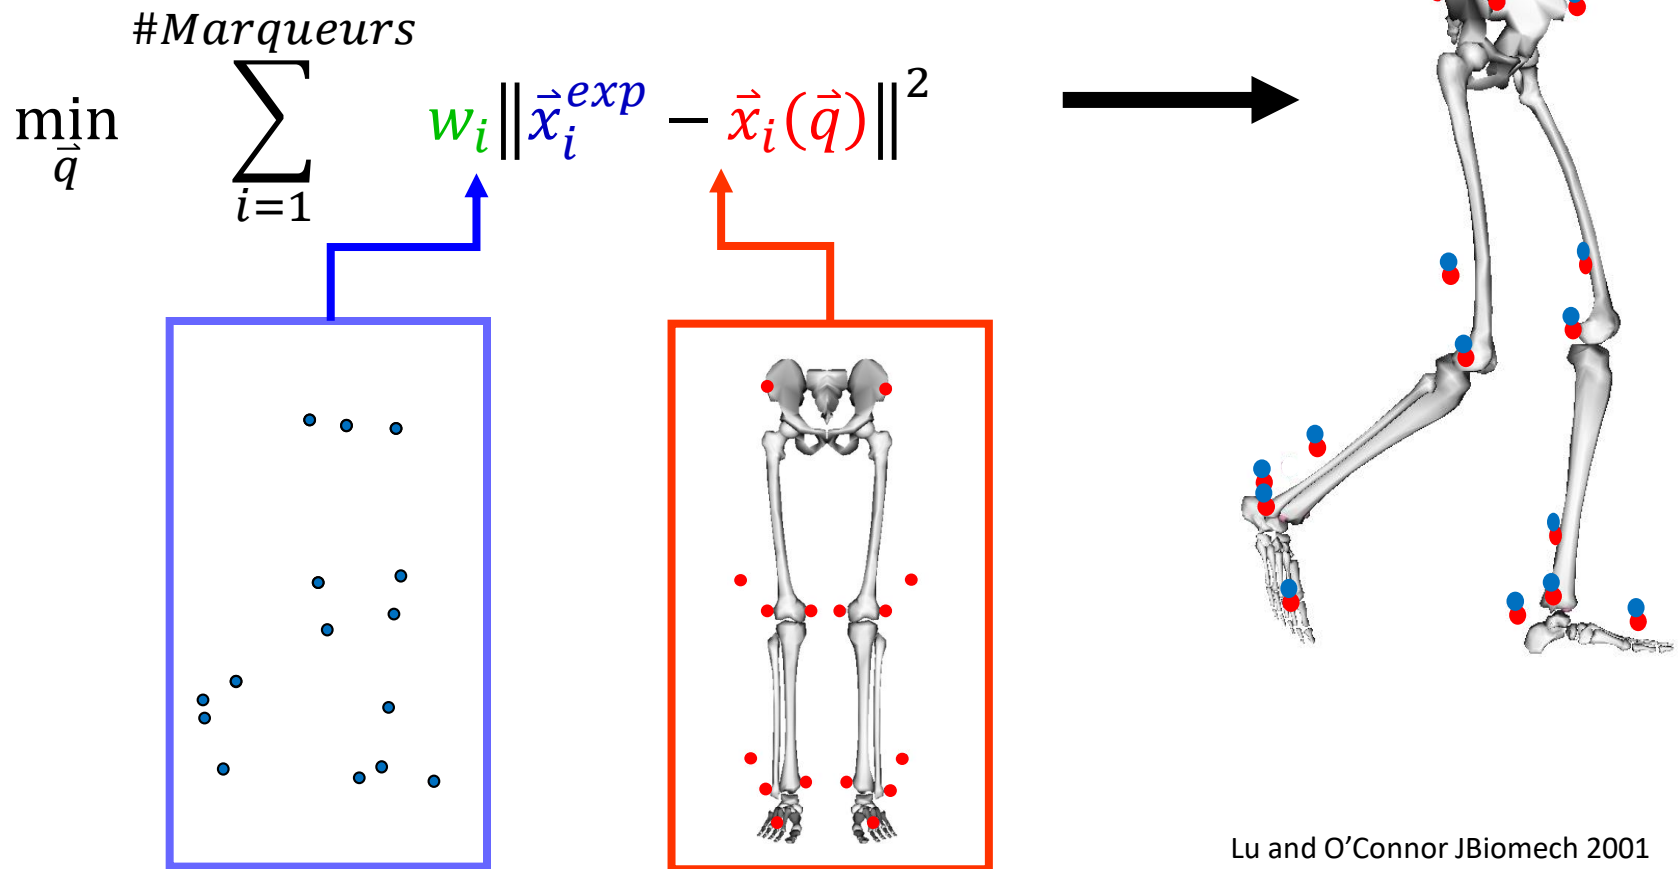 #Marqueurs
min Σ w_i ‖x⃗_i^exp − x⃗_i(q⃗)‖²
q⃗
i=1
Lu and O’Connor JBiomech 2001